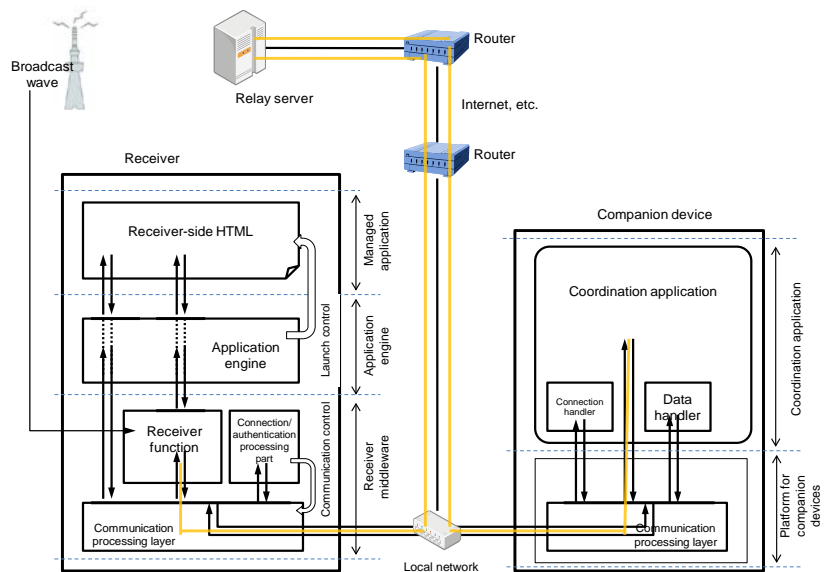 Broadcast
wave
Relay server
Router
Internet, etc.
Router
Receiver
Receiver-side HTML
Managed
application
Application
engine
Launch control
Application
engine
Receiver
function
Connection/
authentication
processing
part
Communication control
Receiver
middleware
Communication
processing layer
Local network
Companion device
Coordination application
Connection
handler
Data
handler
Coordination application
Communication
processing layer
Platform for
companion
devices